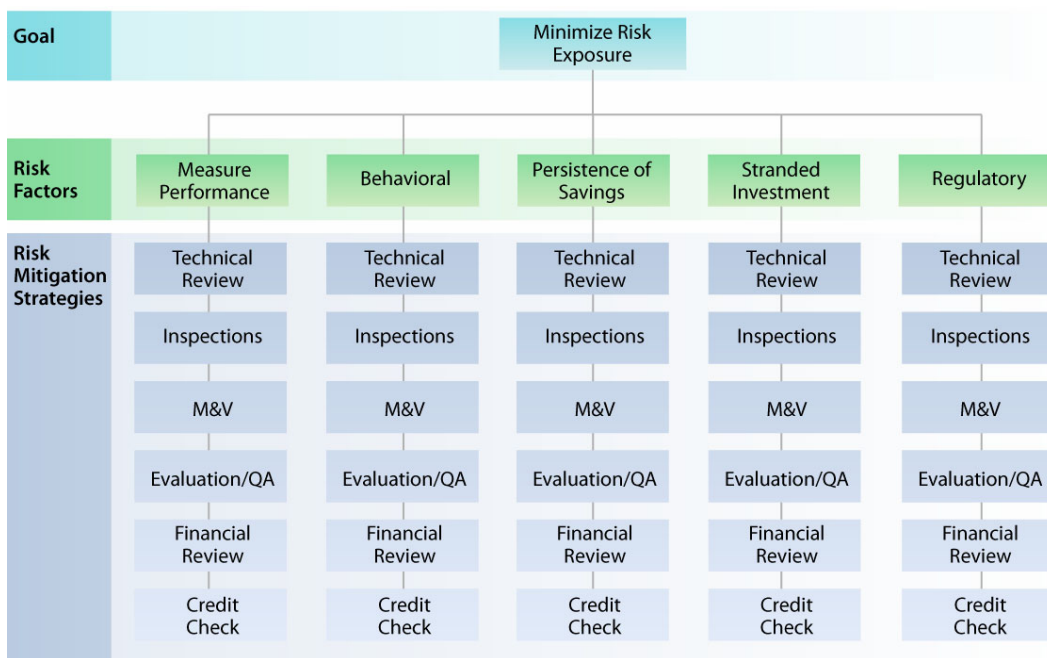 Goal
Minimize Risk
Exposure
Risk
Factors
Measure
Performance
Behavioral
Persistence of
Savings
Stranded
Investment
Regulatory
Risk
Mitigation
Strategies
Technical
Review
Technical
Review
Technical
Review
Technical
Review
Technical
Review
Inspections
Inspections
Inspections
Inspections
Inspections
M&V
M&V
M&V
M&V
M&V
Evaluation/QA
Evaluation/QA
Evaluation/QA
Evaluation/QA
Evaluation/QA
Financial
Review
Financial
Review
Financial
Review
Financial
Review
Financial
Review
Credit
Check
Credit
Check
Credit
Check
Credit
Check
Credit
Check